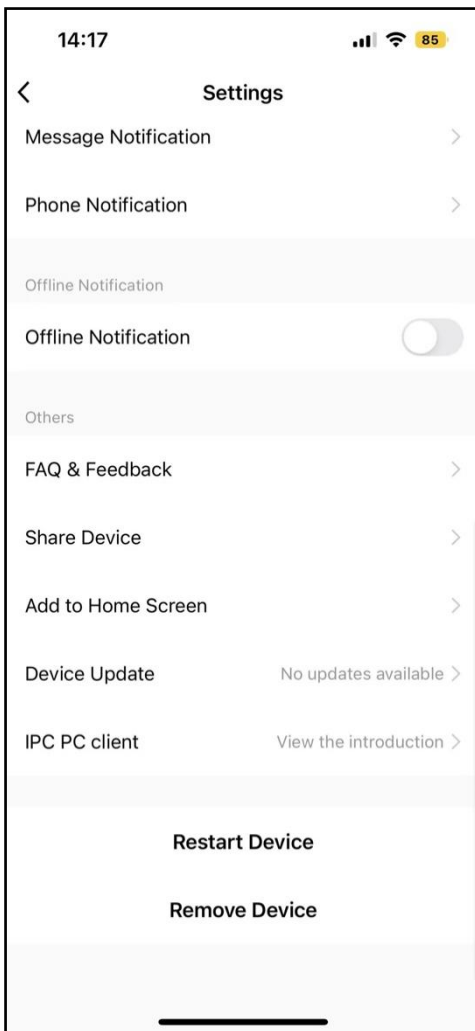 14:17
85
Settings
Message Notification
Phone Notification
Offline Notification
Offline Notification
Others
FAQ & Feedback
Share Device
Add to Home Screen
Device Update No updates available
IPC PC client View the introduction
Restart Device
Remove Device